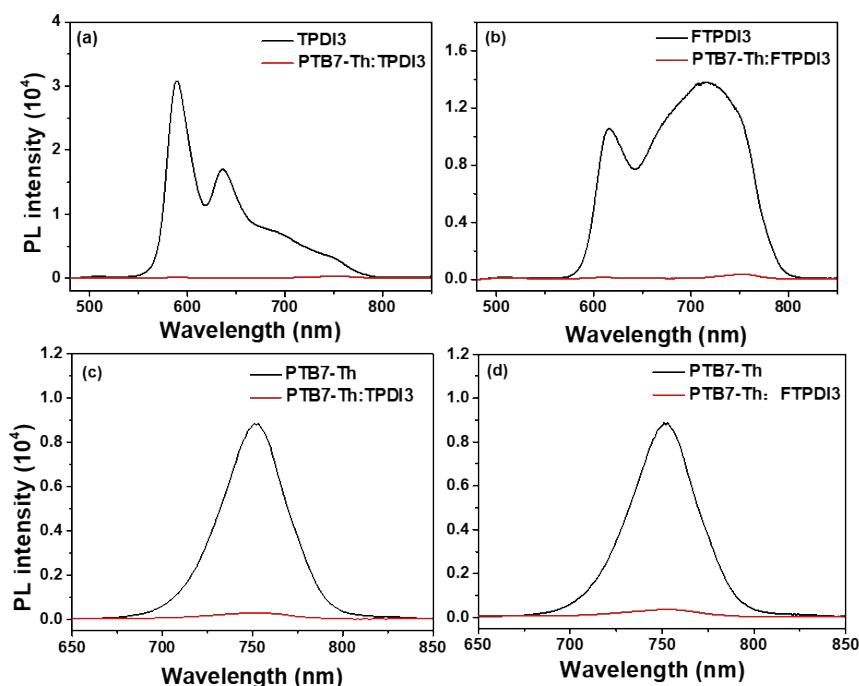 (a)
TPDI3
PTB7-Th:TPDI3
PL intensity (10⁴)
4
3
2
1
0
500 600 700 800
Wavelength (nm)
(b)
FTPDI3
PTB7-Th:FTPDI3
1.6
1.2
0.8
0.4
0.0
500 600 700 800
Wavelength (nm)
(c)
PTB7-Th
PTB7-Th:TPDI3
PL intensity (10⁴)
1.2
1.0
0.8
0.6
0.4
0.2
0.0
650 700 750 800 850
Wavelength (nm)
(d)
PTB7-Th
PTB7-Th: FTPDI3
1.2
1.0
0.8
0.6
0.4
0.2
0.0
650 700 750 800 850
Wavelength (nm)